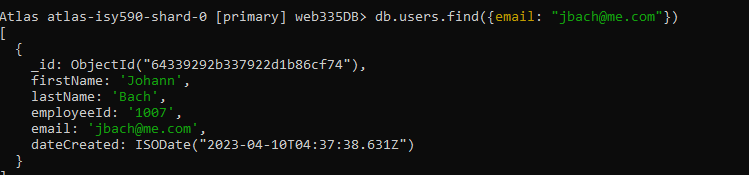 Atlas atlas-isy590-shard-0 [primary] web335DB> db.users.find({email: "jbach@me.com"})
[
  {
    _id: ObjectId("64339292b337922d1b86cf74"),
    firstName: 'Johann',
    lastName: 'Bach',
    employeeId: '1007',
    email: 'jbach@me.com',
    dateCreated: ISODate("2023-04-10T04:37:38.631Z")
  }
]